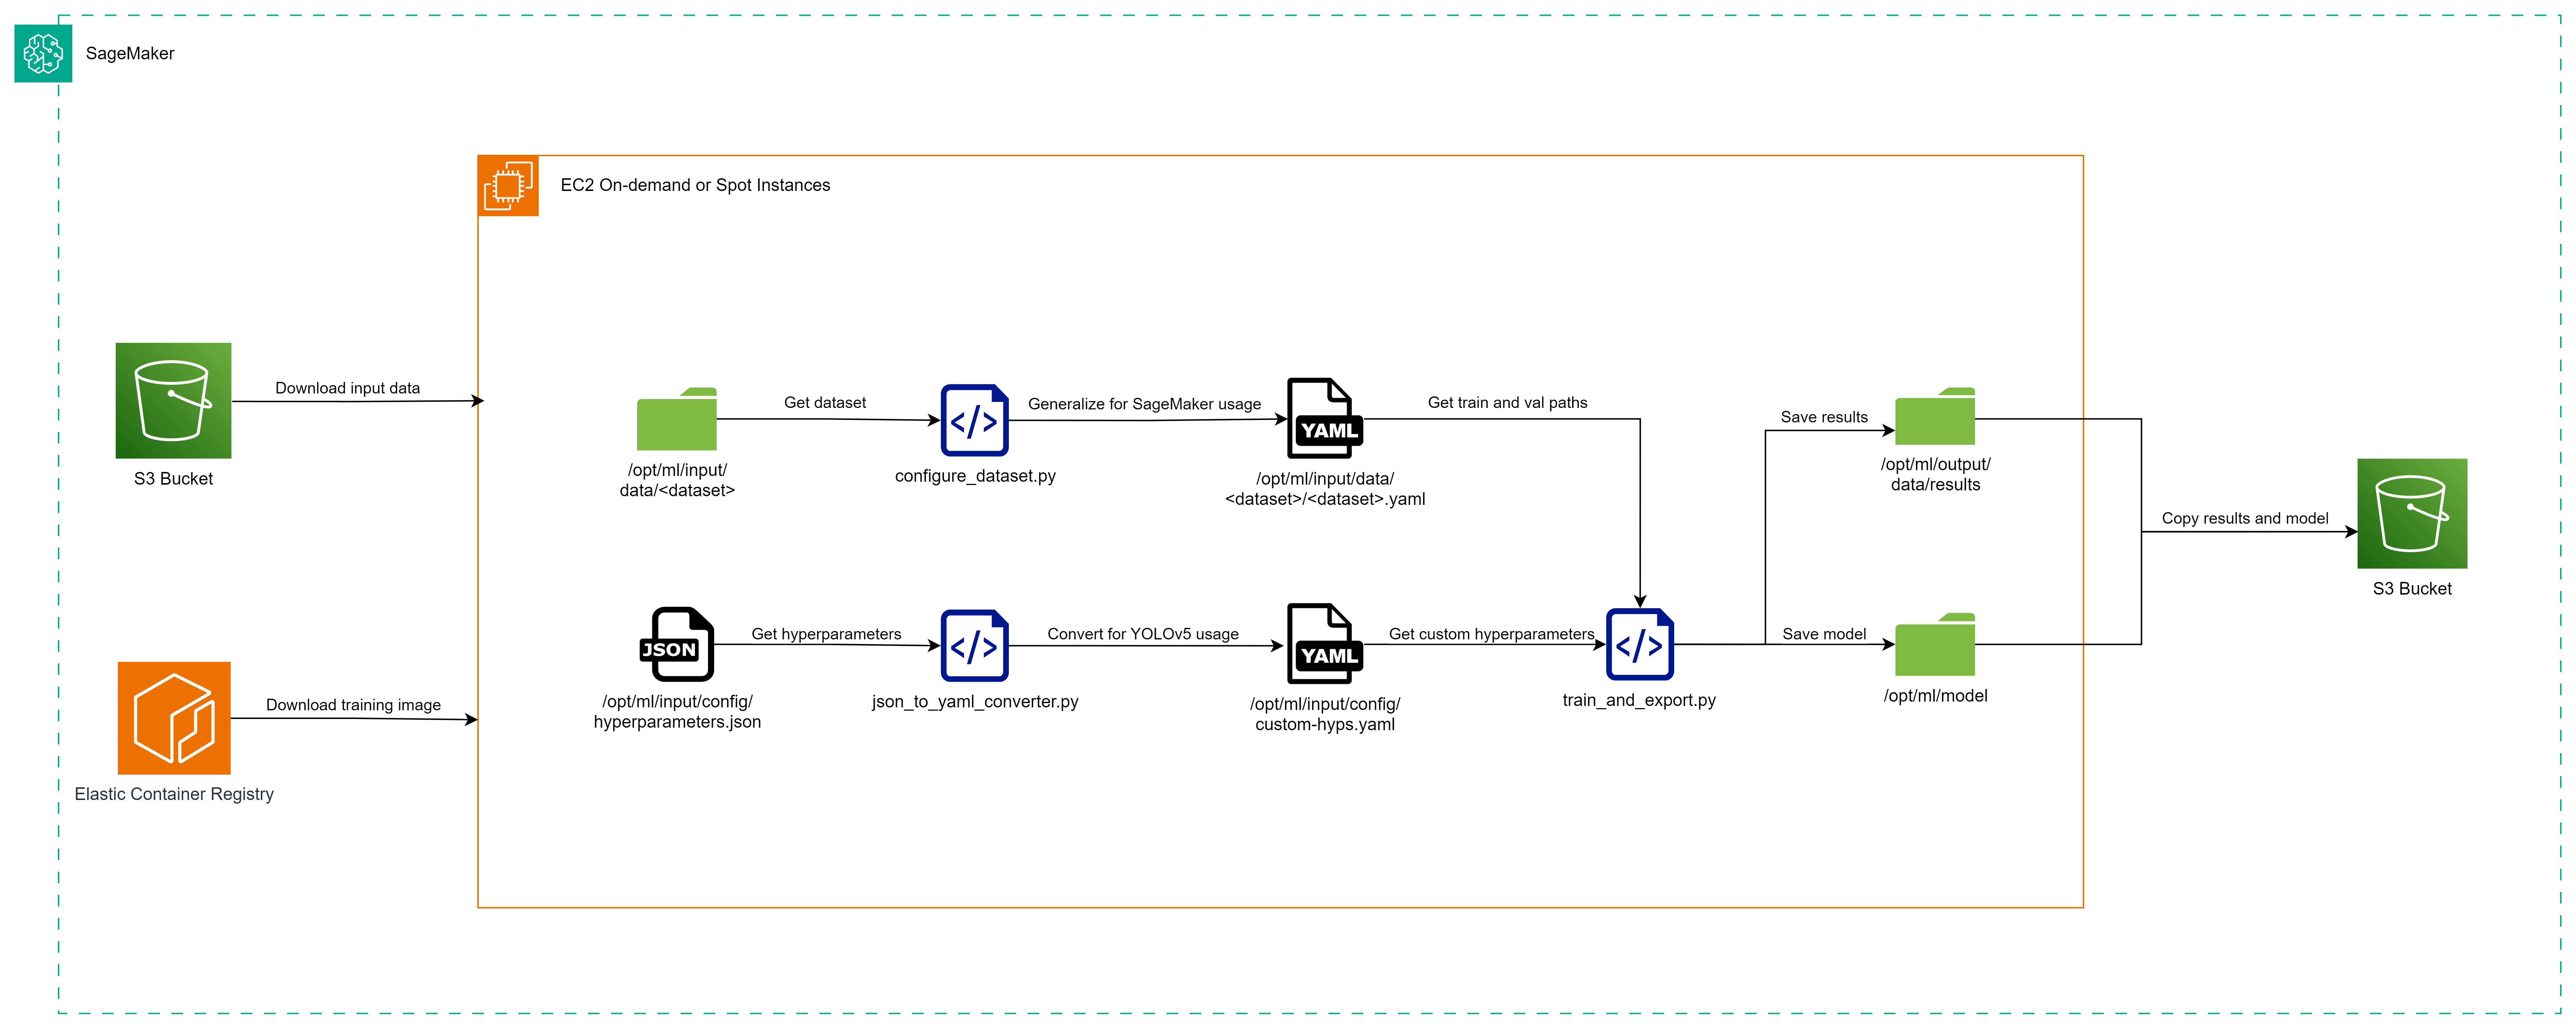 SageMaker
EC2 On-demand or Spot Instances
Download input data
S3 Bucket
Download training image
Elastic Container Registry
Get dataset
/opt/ml/input/
data/<dataset>
configure_dataset.py
Generalize for SageMaker usage
YAML
/opt/ml/input/data/
<dataset>/<dataset>.yaml
Get train and val paths
Get hyperparameters
JSON
/opt/ml/input/config/
hyperparameters.json
</>
json_to_yaml_converter.py
Convert for YOLOv5 usage
YAML
/opt/ml/input/config/
custom-hyps.yaml
Get custom hyperparameters
</>
train_and_export.py
Save results
/opt/ml/output/
data/results
Save model
/opt/ml/model
Copy results and model
S3 Bucket